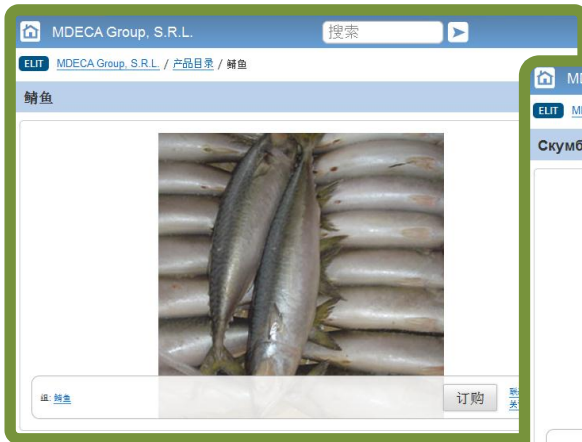 MDECA Group, S.R.L.
搜索
ELIT MDECA Group, S.R.L. / 产品目录 / 鲭鱼
鲭鱼
组: 鲭鱼
订购
ELIT
Скумб